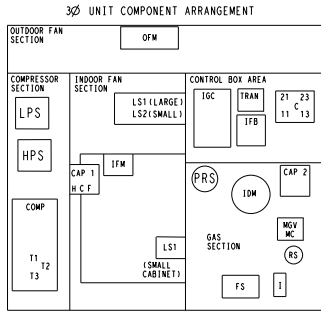 3Ø UNIT COMPONENT ARRANGEMENT
OUTDOOR FAN
SECTION
OFM
COMPRESSOR
SECTION
LPS
HPS
COMP
T1
T2
T3
INDOOR FAN
SECTION
LS1(LARGE)
LS2(SMALL)
IFM
CAP 1
H C F
LS1
(SMALL
CABINET)
CONTROL BOX AREA
IGC
TRAN
IFB
21 23
C
11 13
PRS
IDM
CAP 2
MGV
MC
GAS
SECTION
RS
FS
I